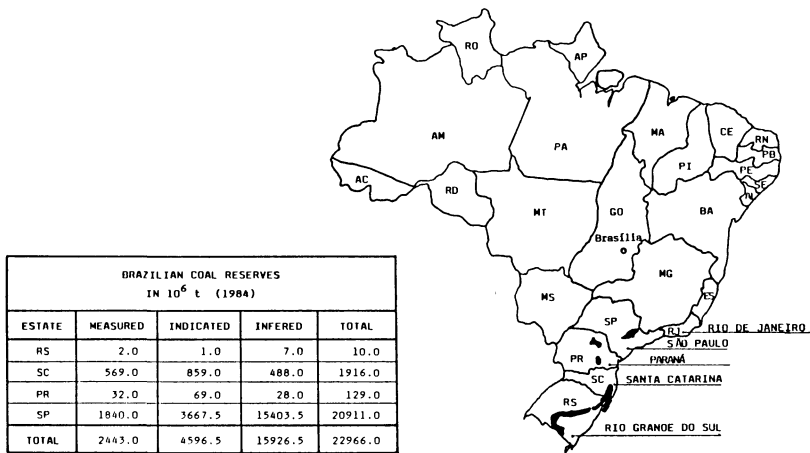 BRAZILIAN COAL RESERVES
IN 10⁶ t (1984)
ESTATE MEASURED INDICATED INFERED TOTAL
RS 2.0 1.0 7.0 10.0
SC 569.0 859.0 488.0 1916.0
PR 32.0 69.0 28.0 129.0
SP 1840.0 3667.5 15403.5 20911.0
TOTAL 2443.0 4596.5 15926.5 22966.0
RO
AP
AM
PA
MA
CE
RN
PB
PI
PE
SE
AC
RD
MT
GO
BA
Brasília
MG
ES
MS
SP
RJ RIO DE JANEIRO
SÃO PAULO
PR PARANÁ
SC SANTA CATARINA
RS
RIO GRANDE DO SUL